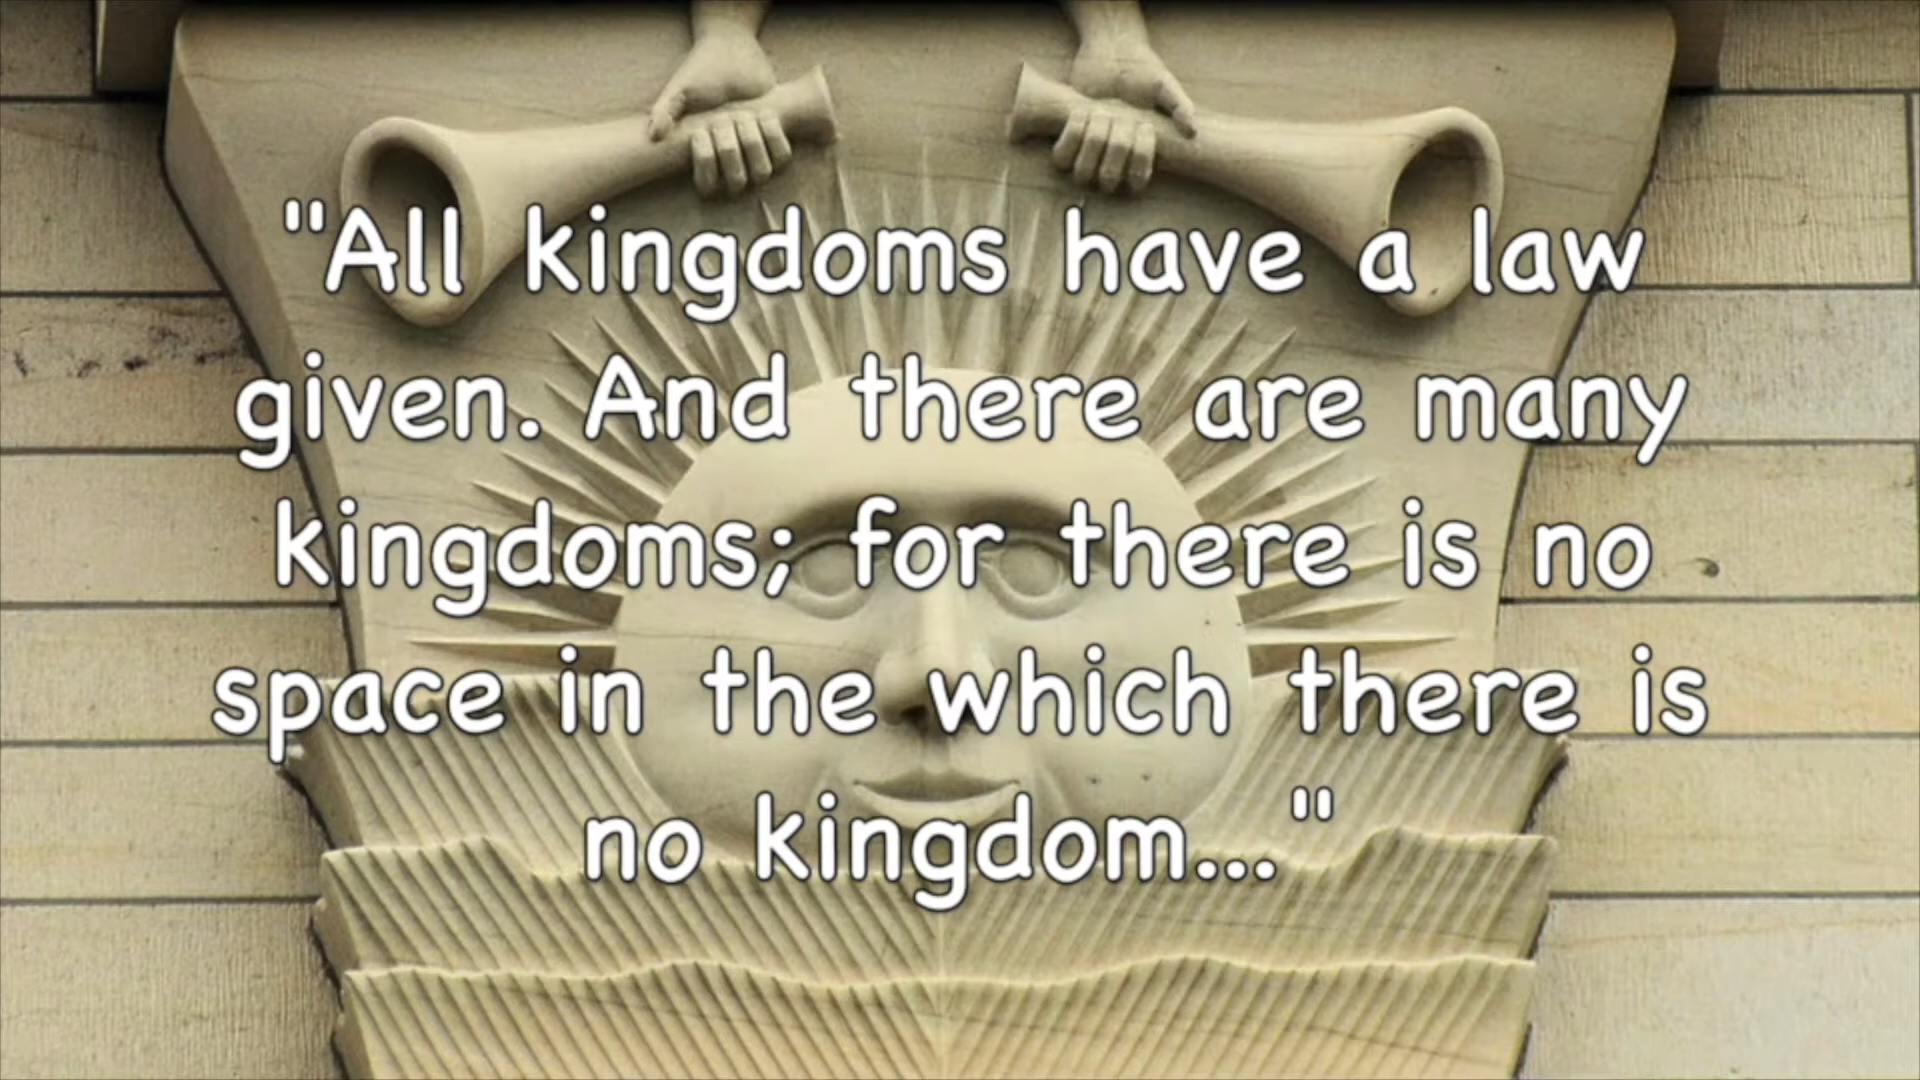 "All kingdoms have a law
given. And there are many
kingdoms; for there is no
space in the which there is
no kingdom..."